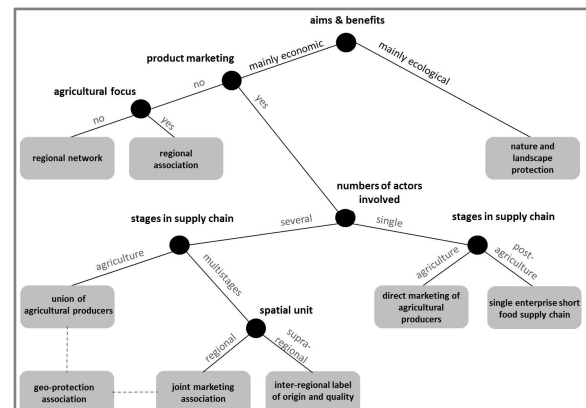 aims & benefits
product marketing
mainly economic
mainly ecological
agricultural focus
no
yes
no
yes
regional network
regional
association
nature and
landscape
protection
numbers of actors
involved
stages in supply chain
several
single
stages in supply chain
agriculture
multistages
agriculture
post-
agriculture
union of
agricultural producers
direct marketing of
agricultural
producers
single enterprise short
food supply chain
spatial unit
regional
supra-
regional
geo-protection
association
joint marketing
association
inter-regional label
of origin and quality